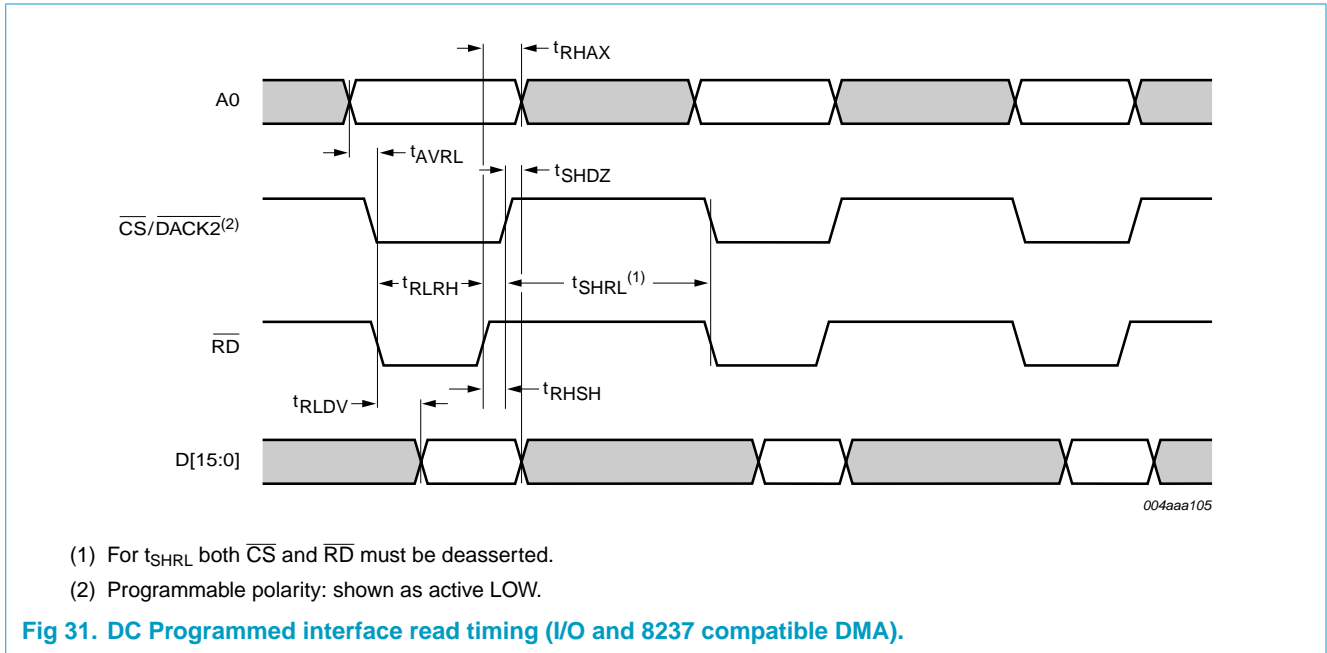 tRHAX
A0
tAVRL
tSHDZ
CS/DACK2(2)
tRLRH
tSHRL(1)
RD
tRHSH
tRLDV
D[15:0]
004aaa105
(1) For tSHRL both CS and RD must be deasserted.
(2) Programmable polarity: shown as active LOW.
Fig 31. DC Programmed interface read timing (I/O and 8237 compatible DMA).